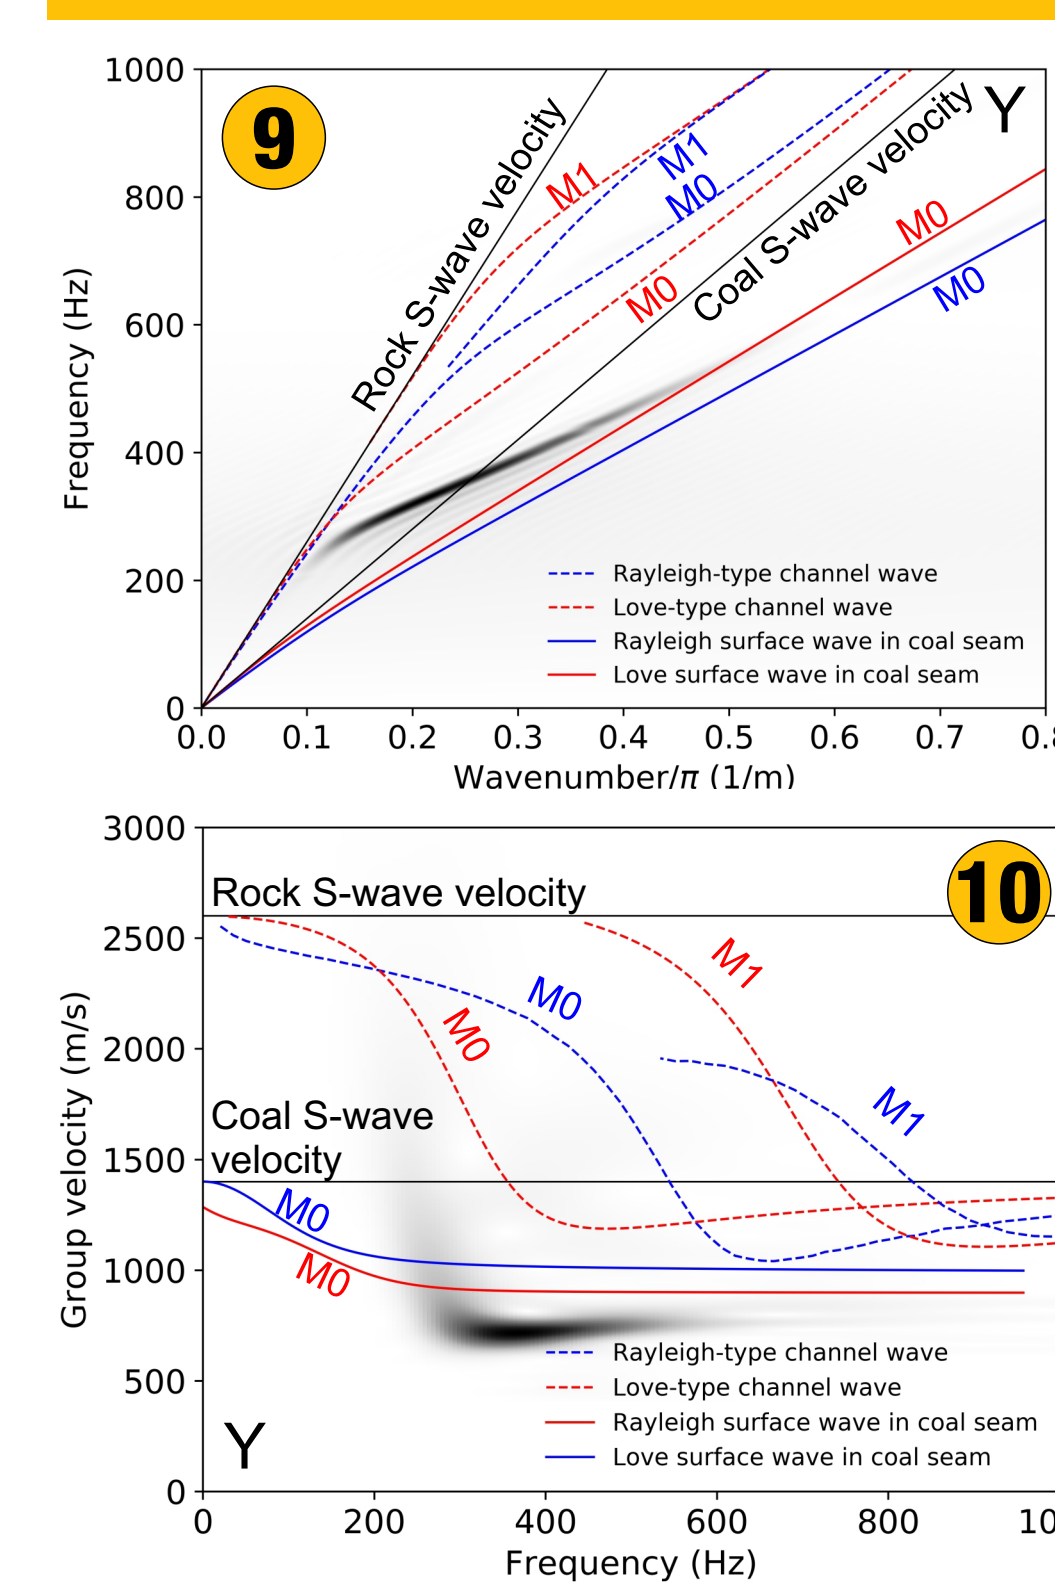 1000
800
600
400
200
0
Frequency (Hz)
9
Rock S-wave velocity
M1
M1
M0
M0
Coal S-wave velocity
Y
M0
M0
Rayleigh-type channel wave
Love-type channel wave
Rayleigh surface wave in coal seam
Love surface wave in coal seam
0.0 0.1 0.2 0.3 0.4 0.5 0.6 0.7 0.8
Wavenumber/π (1/m)
3000
2500
2000
1500
1000
500
0
Group velocity (m/s)
10
Rock S-wave velocity
M1
M0
M0
M1
Coal S-wave
velocity
M0
M0
Rayleigh-type channel wave
Love-type channel wave
Rayleigh surface wave in coal seam
Love surface wave in coal seam
Y
0 200 400 600 800 10
Frequency (Hz)